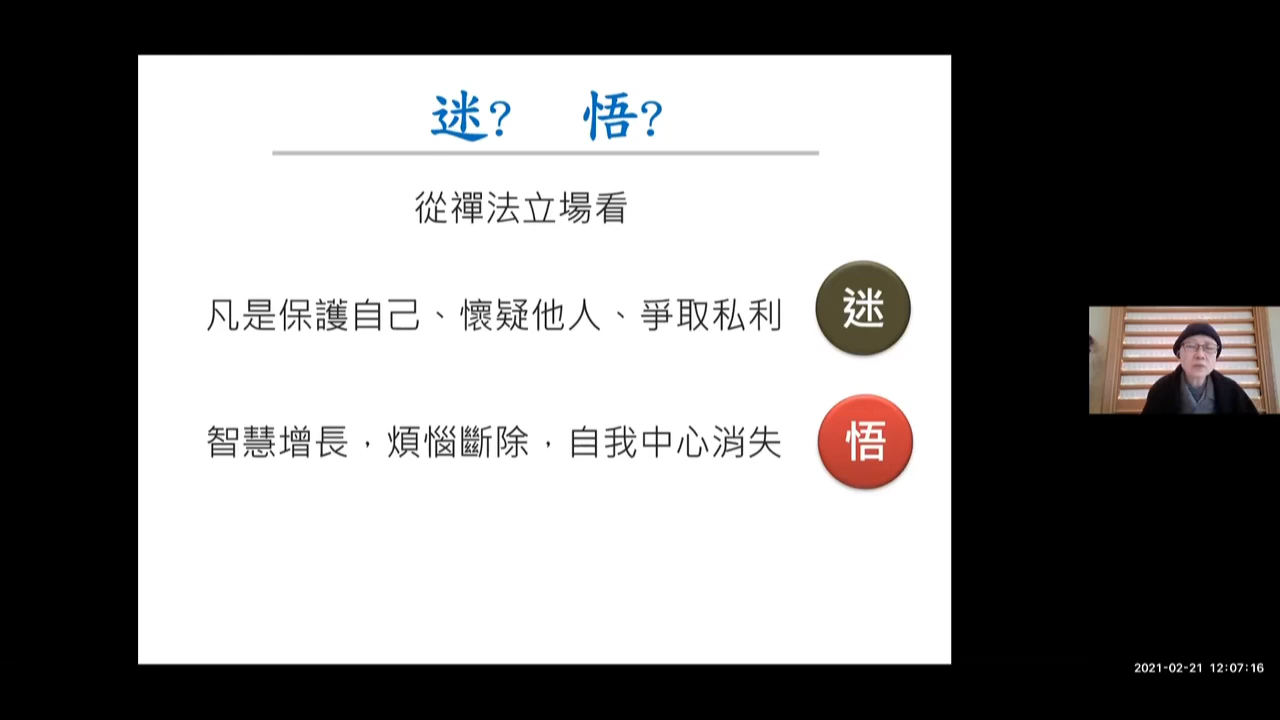 迷? 悟?
從禪法立場看
凡是保護自己、懷疑他人、爭取私利 迷
智慧增長，煩惱斷除，自我中心消失 悟
2021-02-21 12:07:16